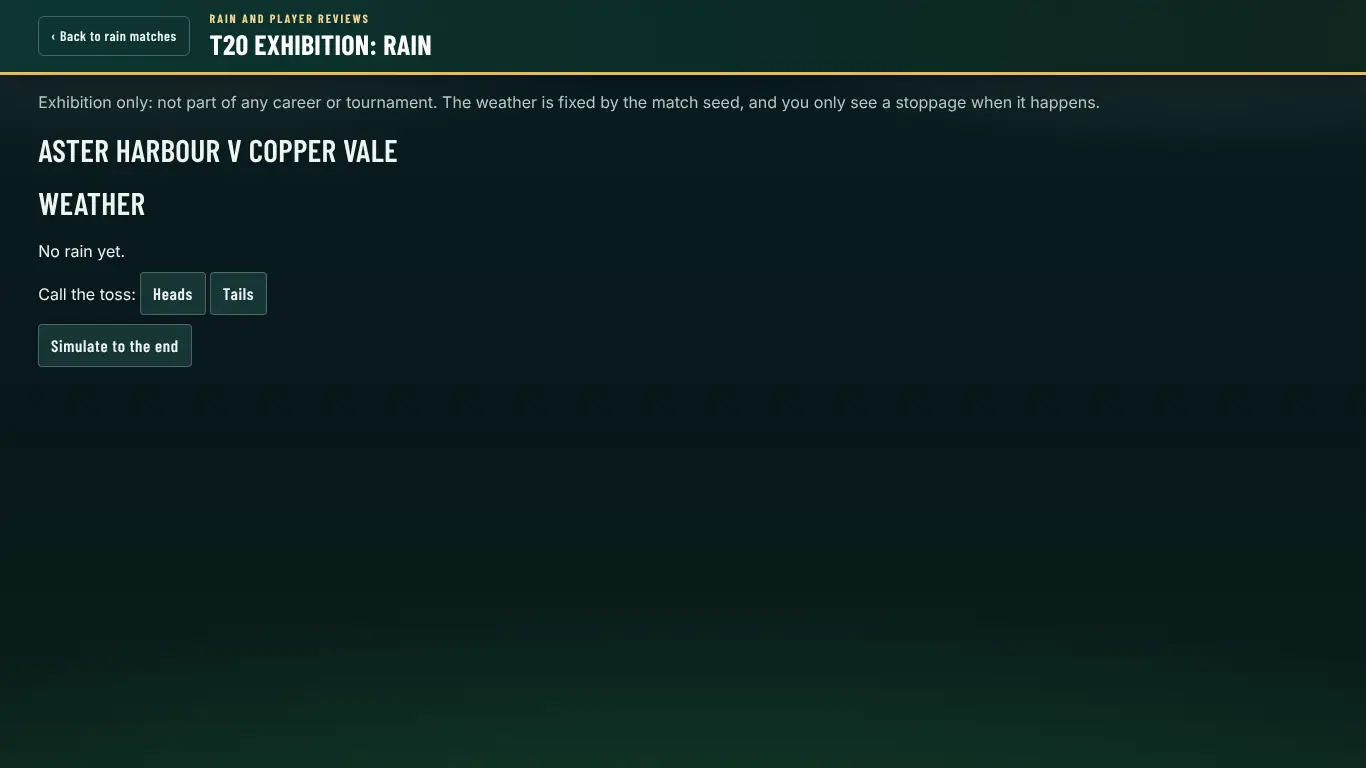 ‹ Back to rain matches
RAIN AND PLAYER REVIEWS
T20 EXHIBITION: RAIN
Exhibition only: not part of any career or tournament. The weather is fixed by the match seed, and you only see a stoppage when it happens.
ASTER HARBOUR V COPPER VALE
WEATHER
No rain yet.
Call the toss: Heads Tails
Simulate to the end